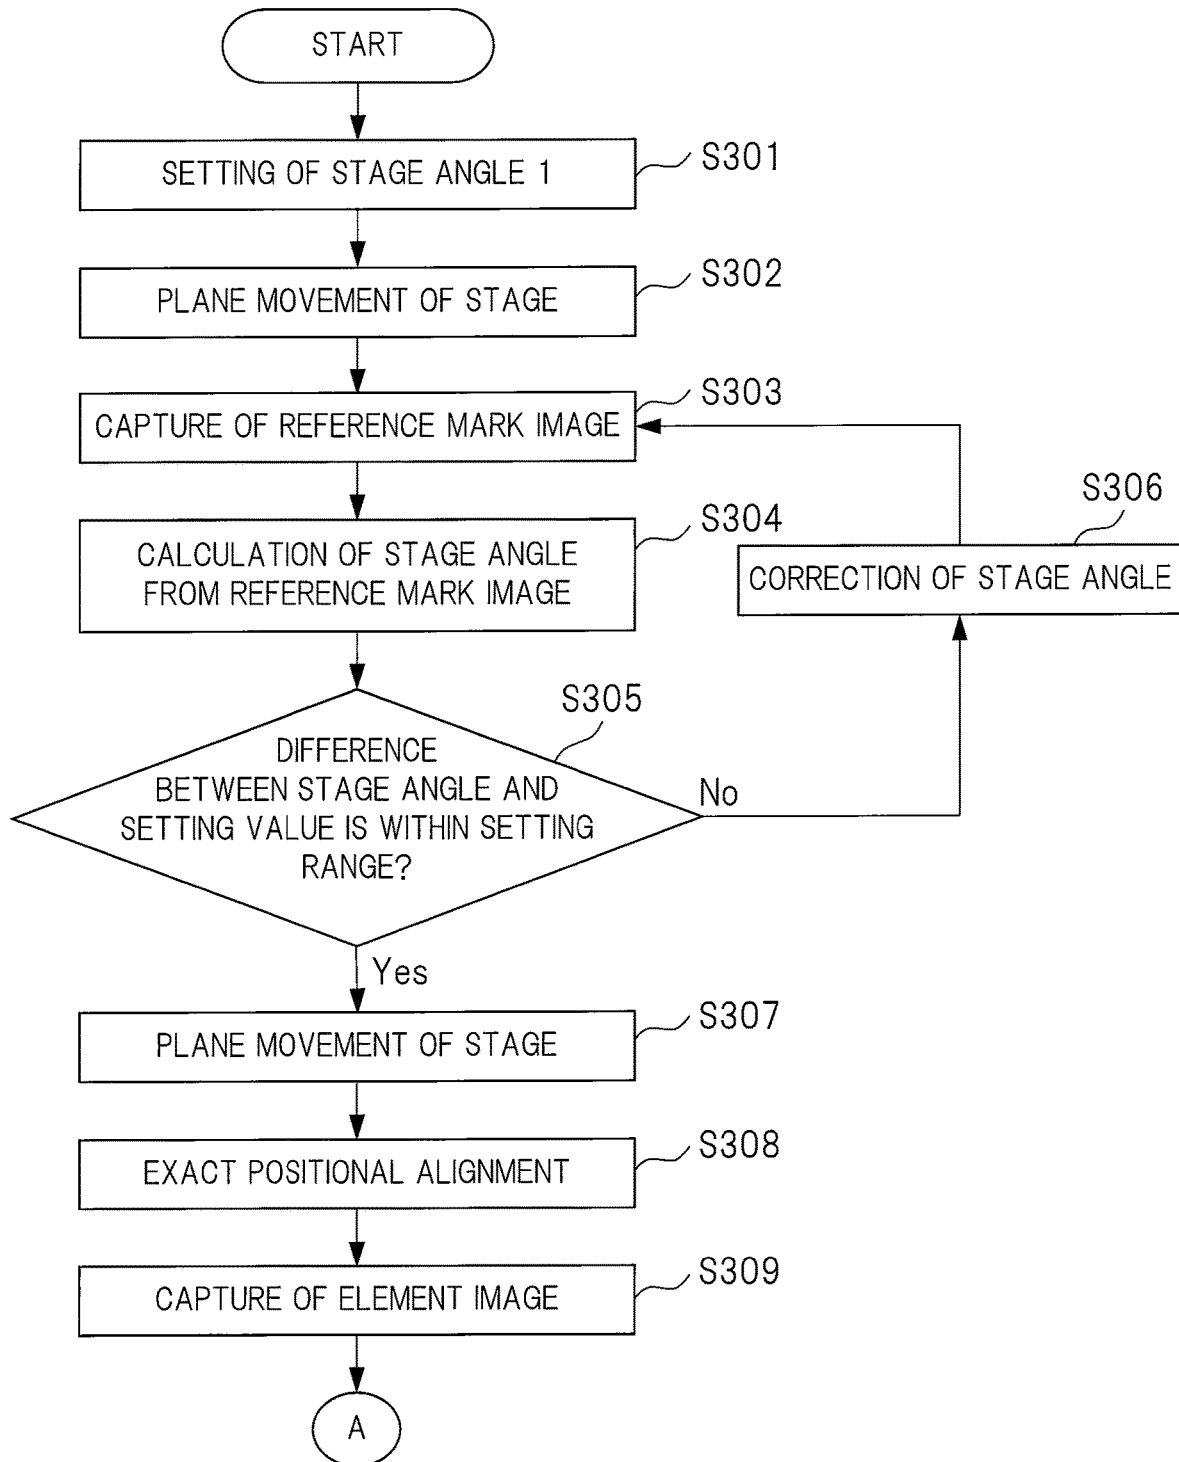 START
SETTING OF STAGE ANGLE 1
S301
PLANE MOVEMENT OF STAGE
S302
CAPTURE OF REFERENCE MARK IMAGE
S303
CALCULATION OF STAGE ANGLE
FROM REFERENCE MARK IMAGE
S304
CORRECTION OF STAGE ANGLE
S306
DIFFERENCE
BETWEEN STAGE ANGLE AND
SETTING VALUE IS WITHIN SETTING
RANGE?
S305
No
Yes
PLANE MOVEMENT OF STAGE
S307
EXACT POSITIONAL ALIGNMENT
S308
CAPTURE OF ELEMENT IMAGE
S309
A